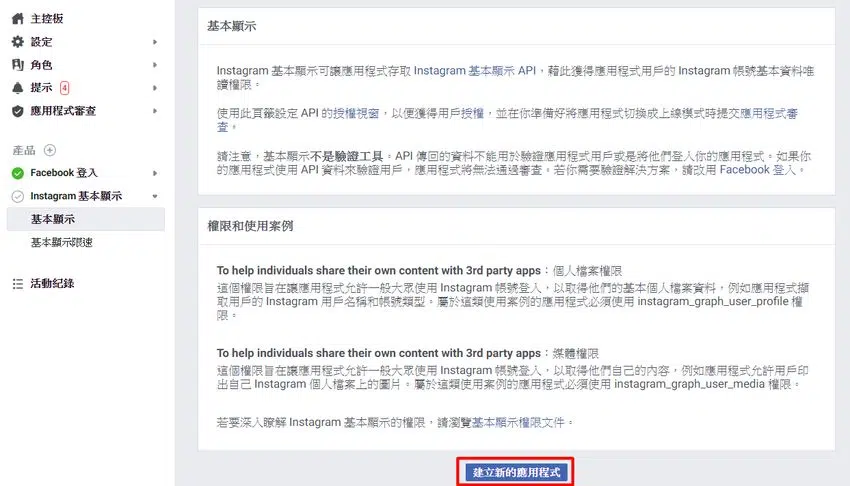 主控板
設定
角色
提示 4
應用程式審查
產品
Facebook 登入
Instagram 基本顯示
基本顯示
基本顯示限速
活動紀錄
基本顯示
Instagram 基本顯示可讓應用程式存取 Instagram 基本顯示 API，藉此獲得應用程式用戶的 Instagram 帳號基本資料唯
讀權限。
使用此頁籤設定 API 的授權視窗，以便獲得用戶授權，並在你準備好將應用程式切換成上線模式時提交應用程式審
查。
請注意，基本顯示不是驗證工具。API 傳回的資料不能用於驗證應用程式用戶或是將他們登入你的應用程式。如果你
的應用程式使用 API 資料來驗證用戶，應用程式將無法通過審查。若你需要驗證解決方案，請改用 Facebook 登入。
權限和使用案例
To help individuals share their own content with 3rd party apps：個人檔案權限
這個權限旨在讓應用程式允許一般大眾使用 Instagram 帳號登入，以取得他們的基本個人檔案資料，例如應用程式擷
取用戶的 Instagram 用戶名稱和帳號類型。屬於這類使用案例的應用程式必須使用 instagram_graph_user_profile 權
限。
To help individuals share their own content with 3rd party apps：媒體權限
這個權限旨在讓應用程式允許一般大眾使用 Instagram 帳號登入，以取得他們自己的內容，例如應用程式允許用戶印
出自己 Instagram 個人檔案上的圖片。屬於這類使用案例的應用程式必須使用 instagram_graph_user_media 權限。
若要深入瞭解 Instagram 基本顯示的權限，請瀏覽基本顯示權限文件。
建立新的應用程式